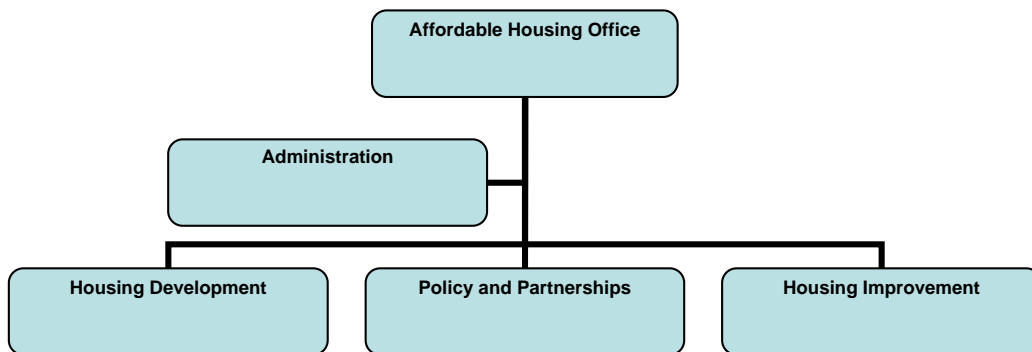 Affordable Housing Office
Administration
Housing Development
Policy and Partnerships
Housing Improvement